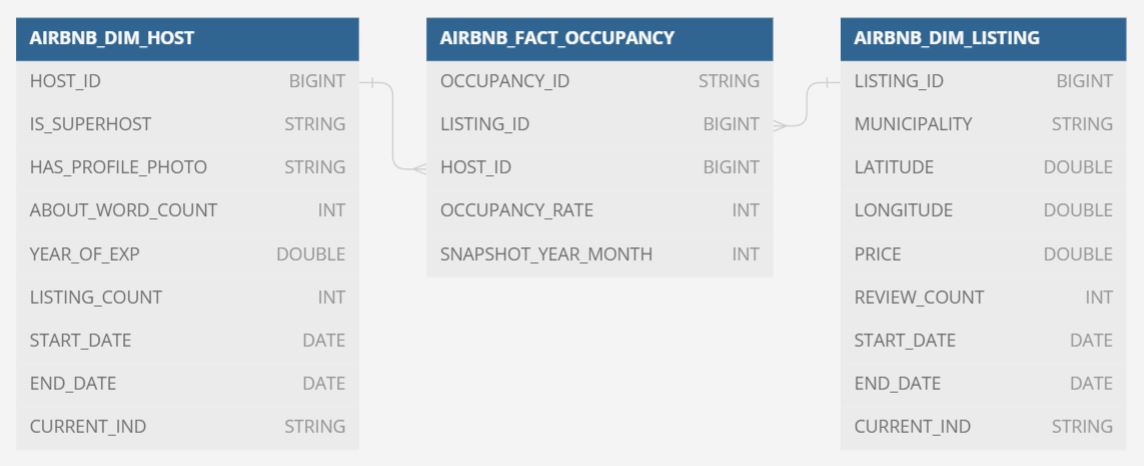 AIRBNB_DIM_HOST
HOST_ID BIGINT
IS_SUPERHOST STRING
HAS_PROFILE_PHOTO STRING
ABOUT_WORD_COUNT INT
YEAR_OF_EXP DOUBLE
LISTING_COUNT INT
START_DATE DATE
END_DATE DATE
CURRENT_IND STRING
AIRBNB_FACT_OCCUPANCY
OCCUPANCY_ID STRING
LISTING_ID BIGINT
HOST_ID BIGINT
OCCUPANCY_RATE INT
SNAPSHOT_YEAR_MONTH INT
AIRBNB_DIM_LISTING
LISTING_ID BIGINT
MUNICIPALITY STRING
LATITUDE DOUBLE
LONGITUDE DOUBLE
PRICE DOUBLE
REVIEW_COUNT INT
START_DATE DATE
END_DATE DATE
CURRENT_IND STRING